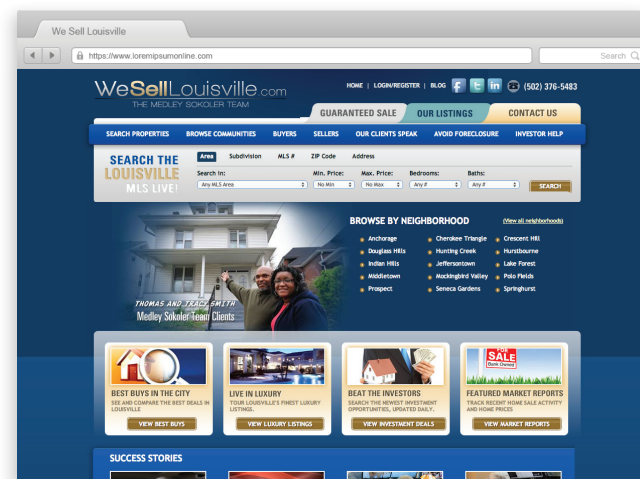 We Sell Louisville
https://www.loremipsumonline.com
Search
WeSellLouisville.com
THE MEDLEY SOKOLER TEAM
HOME | LOGIN/REGISTER | BLOG f t in (502) 376-5483
GUARANTEED SALE OUR LISTINGS CONTACT US
SEARCH PROPERTIES BROWSE COMMUNITIES BUYERS SELLERS OUR CLIENTS SPEAK AVOID FORECLOSURE INVESTOR HELP
SEARCH THE
LOUISVILLE
MLS LIVE!
Area Subdivision MLS # ZIP Code Address
Search In: Min. Price: Max. Price: Bedrooms: Baths:
Any MLS Area No Min No Max Any # Any # SEARCH
BROWSE BY NEIGHBORHOOD (View all neighborhoods)
Anchorage Cherokee Triangle Crescent Hill
Douglass Hills Hunting Creek Hurstbourne
Indian Hills Jeffersontown Lake Forest
Middletown Mockingbird Valley Polo Fields
Prospect Seneca Gardens Springhurst
THOMAS AND TRACY SMITH
Medley Sokoler Team Clients
FOR
SALE
Bank Owned
BEST BUYS IN THE CITY
SEE AND COMPARE THE BEST DEALS IN
LOUISVILLE
VIEW BEST BUYS
LIVE IN LUXURY
TOUR LOUISVILLE'S FINEST LUXURY
LISTINGS.
VIEW LUXURY LISTINGS
BEAT THE INVESTORS
SEARCH THE NEWEST INVESTMENT
OPPORTUNITIES, UPDATED DAILY.
VIEW INVESTMENT DEALS
FEATURED MARKET REPORTS
TRACK RECENT HOME SALE ACTIVITY
AND HOME PRICES
VIEW MARKET REPORTS
SUCCESS STORIES